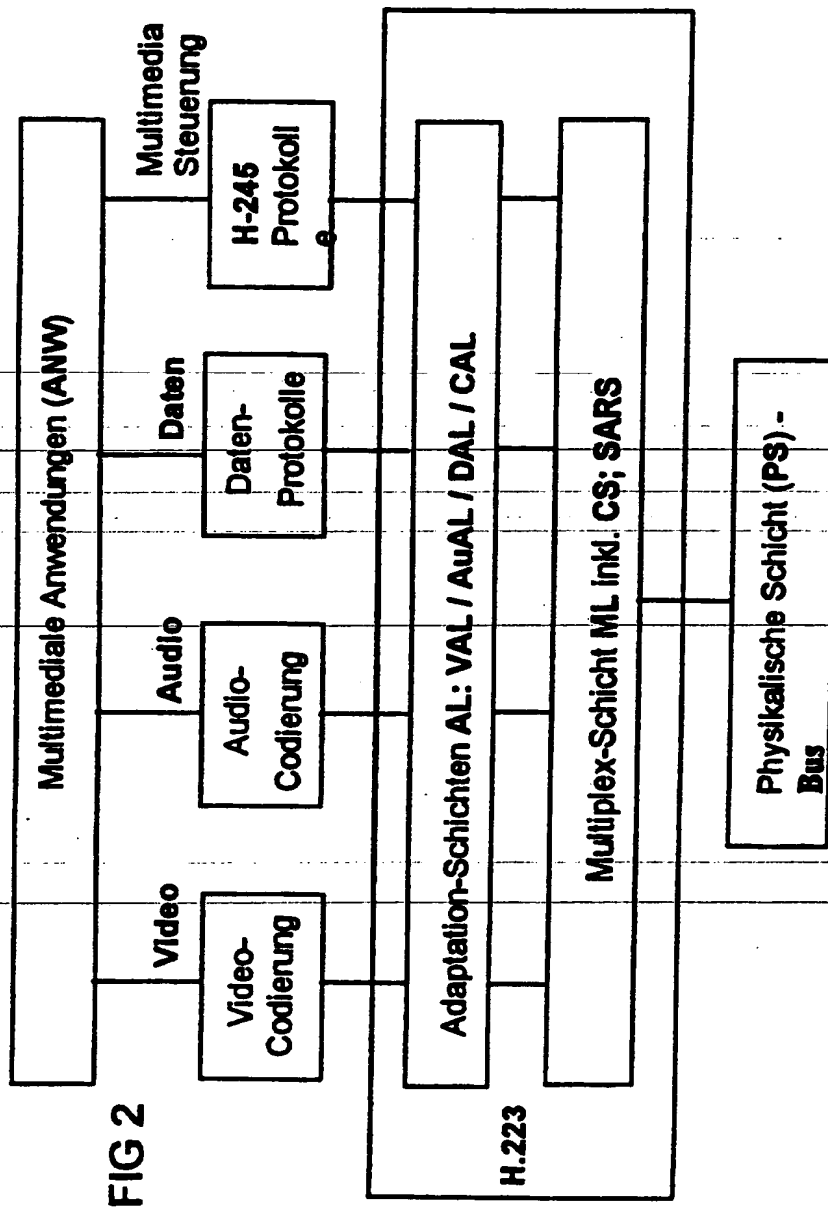 FIG 2
Multimediale Anwendungen (ANW)
Video
Audio
Daten
Multimedia
Steuerung
Video-
Codierung
Audio-
Codierung
Daten-
Protokolle
H-245
Protokoll
e
H.223
Adaptation-Schichten AL: VAL / AuAL / DAL / CAL
Multiplex-Schicht ML inkl. CS; SARS
Physikalische Schicht (PS) -
Bus